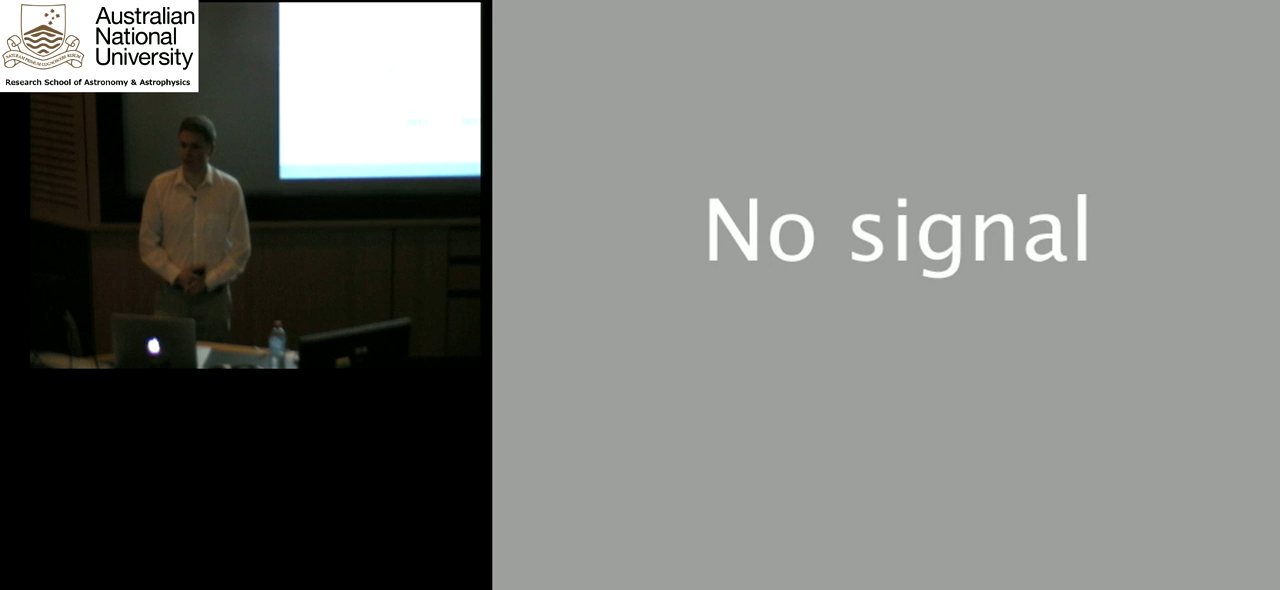 Australian
National
University
Research School of Astronomy & Astrophysics
No signal